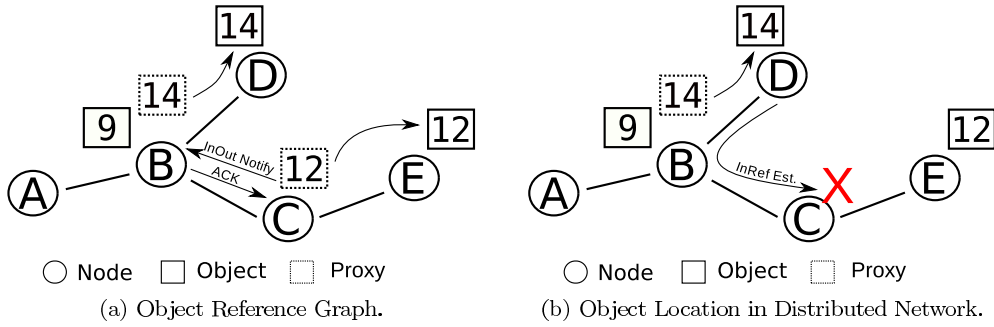 14
14
D
9
12
B
InOut Notify
ACK
12
A
E
C
Node Object Proxy
(a) Object Reference Graph.
14
14
D
9
12
B
InRef Est.
X
A
E
C
Node Object Proxy
(b) Object Location in Distributed Network.